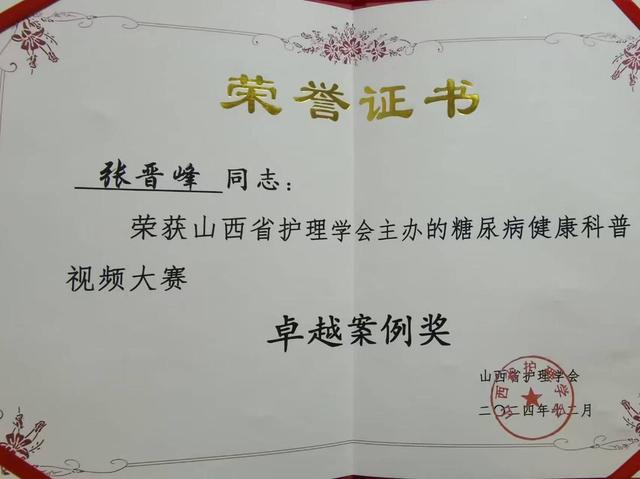 荣誉证书
张晋峰 同志：
荣获山西省护理学会主办的糖尿病健康科普
视频大赛
卓越案例奖
山西省护理学会
二〇二四年十二月